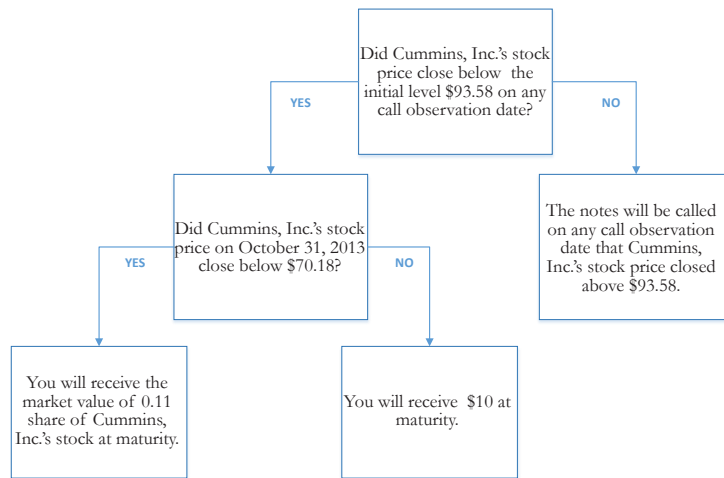 Did Cummins, Inc.'s stock
price close below the
initial level $93.58 on any
call observation date?
YES
NO
Did Cummins, Inc.'s stock
price on October 31, 2013
close below $70.18?
The notes will be called
on any call observation
date that Cummins,
Inc.'s stock price closed
above $93.58.
YES
NO
You will receive the
market value of 0.11
share of Cummins,
Inc.'s stock at maturity.
You will receive $10 at
maturity.